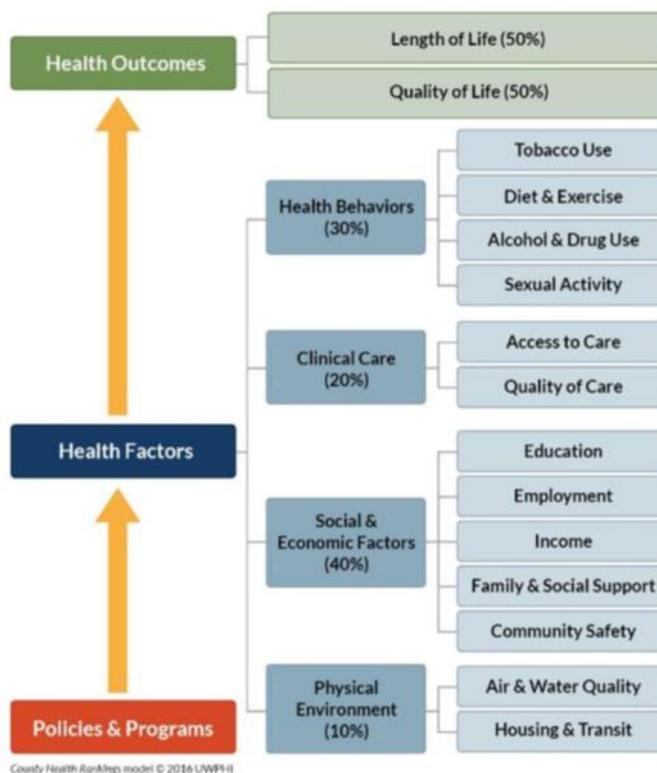 Health Outcomes
Length of Life (50%)
Quality of Life (50%)
Health Factors
Health Behaviors
(30%)
Tobacco Use
Diet & Exercise
Alcohol & Drug Use
Sexual Activity
Clinical Care
(20%)
Access to Care
Quality of Care
Social &
Economic Factors
(40%)
Education
Employment
Income
Family & Social Support
Community Safety
Physical
Environment
(10%)
Air & Water Quality
Housing & Transit
Policies & Programs
County Health Rankings model © 2016 UWPHI